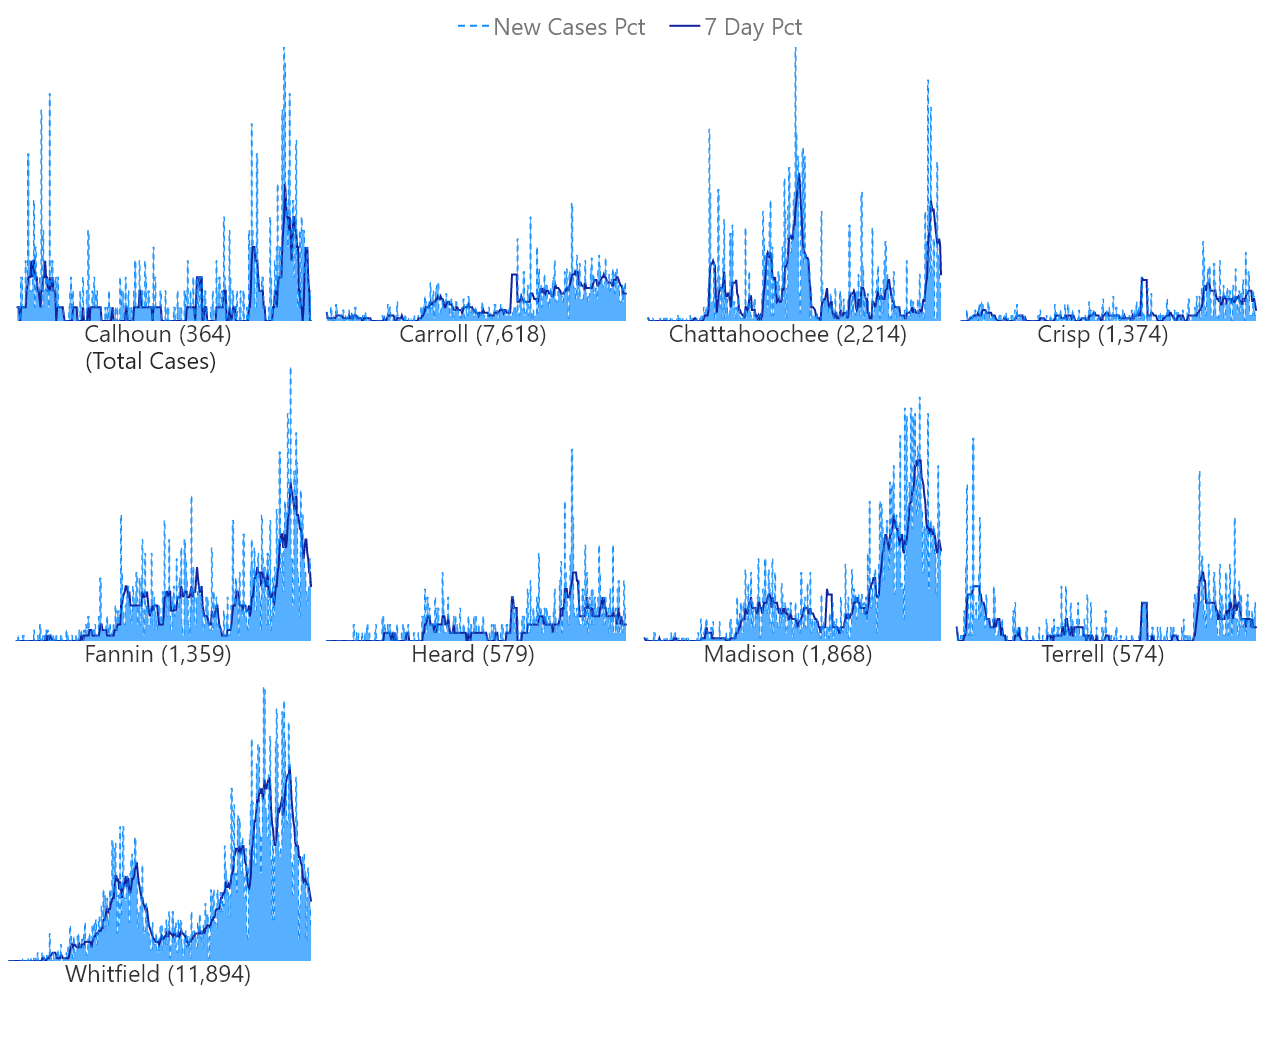 New Cases Pct 7 Day Pct
Calhoun (364) Carroll (7,618) Chattahoochee (2,214) Crisp (1,374)
(Total Cases)
Fannin (1,359) Heard (579) Madison (1,868) Terrell (574)
Whitfield (11,894)